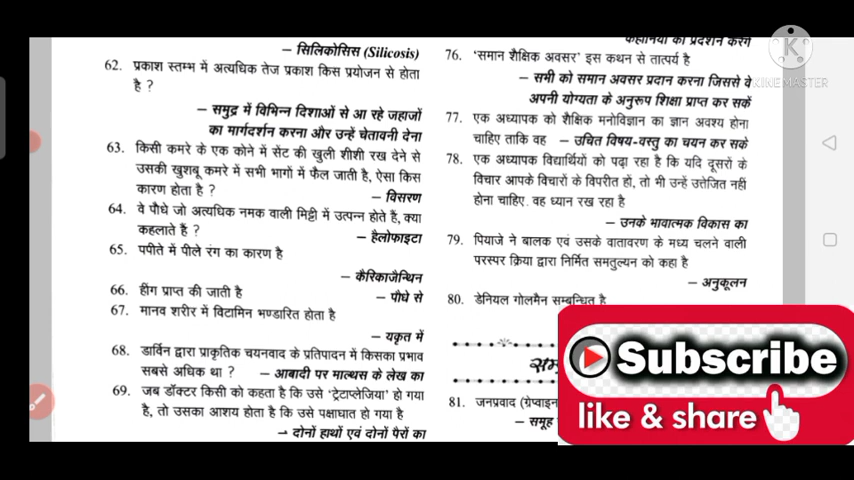 – सिलिकोसिस (Silicosis)
62. प्रकाश स्तम्भ में अत्यधिक तेज प्रकाश किस प्रयोजन से होता
है ?
– समुद्र में विभिन्न दिशाओं से आ रहे जहाजों
का मार्गदर्शन करना और उन्हें चेतावनी देना
63. किसी कमरे के एक कोने में सेंट की खुली शीशी रख देने से
उसकी खुशबू कमरे में सभी भागों में फैल जाती है, ऐसा किस
कारण होता है ?
– विसरण
64. वे पौधे जो अत्यधिक नमक वाली मिट्टी में उत्पन्न होते हैं, क्या
कहलाते हैं ?
– हैलोफाइटा
65. पपीते में पीले रंग का कारण है
– कैरिकाजेन्थिन
66. हींग प्राप्त की जाती है – पौधे से
67. मानव शरीर में विटामिन भण्डारित होता है
– यकृत में
68. डार्विन द्वारा प्राकृतिक चयनवाद के प्रतिपादन में किसका प्रभाव
सबसे अधिक था ? – आबादी पर माल्थस के लेख का
69. जब डॉक्टर किसी को कहता है कि उसे 'ट्रेटाप्लेजिया' हो गया
है, तो उसका आशय होता है कि उसे पक्षाघात हो गया है
– दोनों हाथों एवं दोनों पैरों का
कहानियों का प्रदर्शन करेंगे
76. 'समान शैक्षिक अवसर' इस कथन से तात्पर्य है
– सभी को समान अवसर प्रदान करना जिससे वे
अपनी योग्यता के अनुरूप शिक्षा प्राप्त कर सकें
77. एक अध्यापक को शैक्षिक मनोविज्ञान का ज्ञान अवश्य होना
चाहिए ताकि वह – उचित विषय-वस्तु का चयन कर सके
78. एक अध्यापक विद्यार्थियों को पढ़ा रहा है कि यदि दूसरों के
विचार आपके विचारों के विपरीत हों, तो भी उन्हें उत्तेजित नहीं
होना चाहिए. वह ध्यान रख रहा है
– उनके भावात्मक विकास का
79. पियाजे ने बालक एवं उसके वातावरण के मध्य चलने वाली
परस्पर क्रिया द्वारा निर्मित समतुल्यन को कहा है
– अनुकूलन
80. डेनियल गोलमैन सम्बन्धित है
81. जनप्रवाद (ग्रेप्वाइन
– समूह
KINEMASTER
Subscribe
like & share